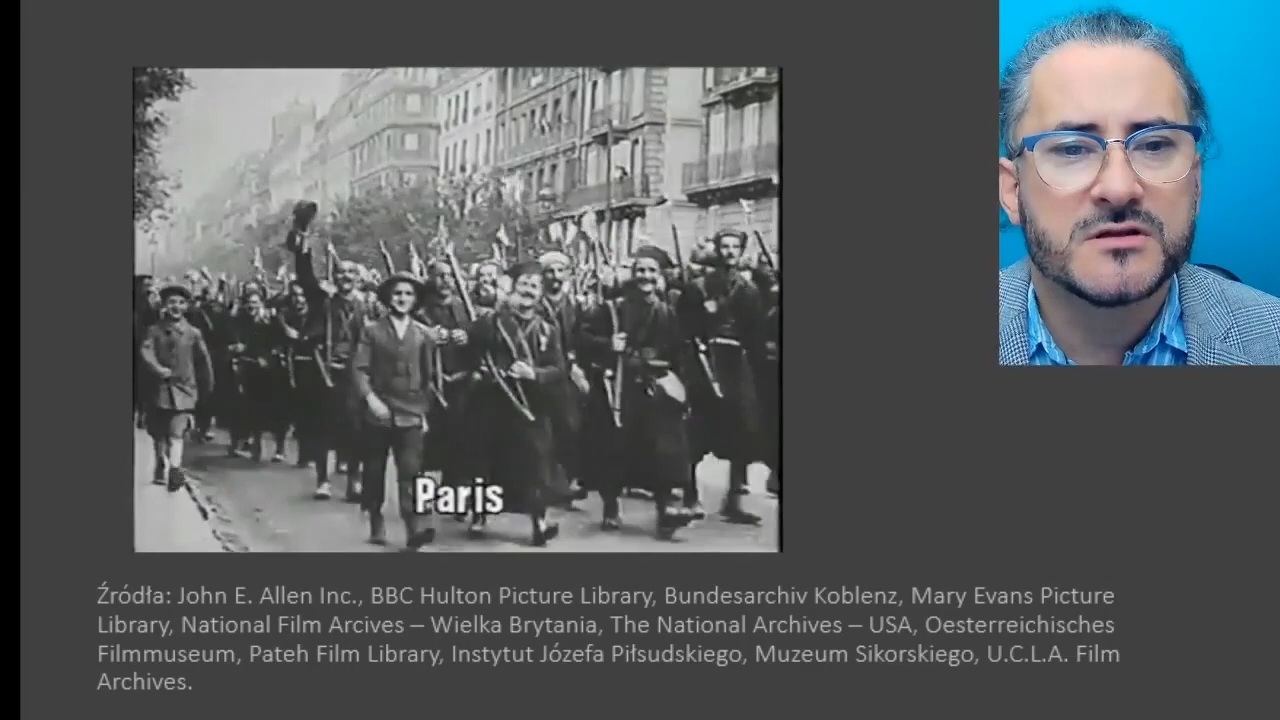 Paris
Źródła: John E. Allen Inc., BBC Hulton Picture Library, Bundesarchiv Koblenz, Mary Evans Picture
Library, National Film Arcives – Wielka Brytania, The National Archives – USA, Oesterreichisches
Filmmuseum, Pateh Film Library, Instytut Józefa Piłsudskiego, Muzeum Sikorskiego, U.C.L.A. Film
Archives.